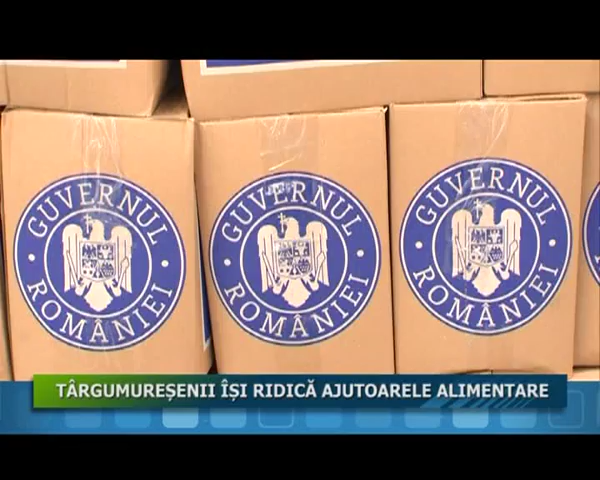 GUVERNUL
ROMÂNIEI
GUVERNUL
ROMÂNIEI
GUVERNUL
ROMÂNIEI
TÂRGUMUREȘENII ÎȘI RIDICĂ AJUTOARELE ALIMENTARE